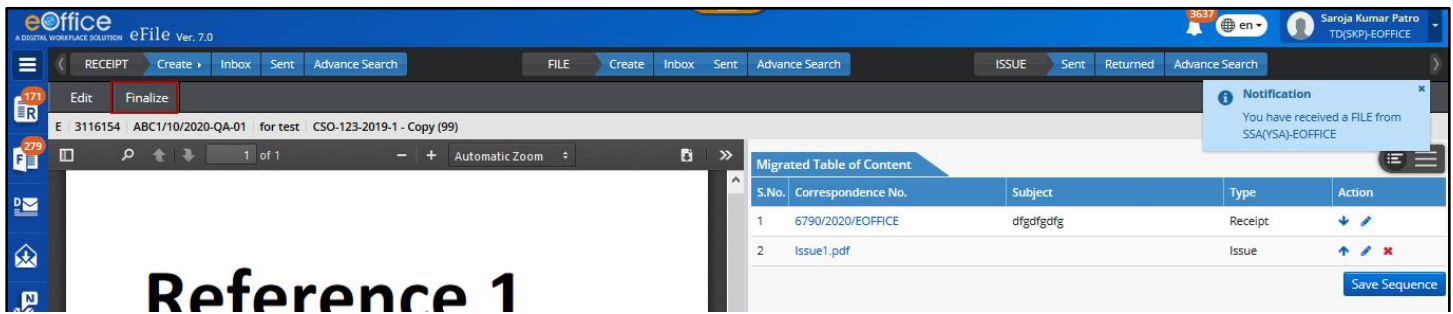 eOffice
A DIGITAL WORKPLACE SOLUTION eFile Ver. 7.0
3637 en Saroja Kumar Patro
TD(SKP)-EOFFICE
RECEIPT Create Inbox Sent Advance Search FILE Create Inbox Sent Advance Search ISSUE Sent Returned Advance Search
171 R Edit Finalize
Notification
You have received a FILE from
SSA(YSA)-EOFFICE
E 3116154 ABC1/10/2020-QA-01 for test CSO-123-2019-1 - Copy (99)
279 F 1 of 1 Automatic Zoom
Migrated Table of Content
S.No. Correspondence No. Subject Type Action
1 6790/2020/EOFFICE dfgdfgdfg Receipt
2 Issue1.pdf Issue
Save Sequence
D
N
Reference 1